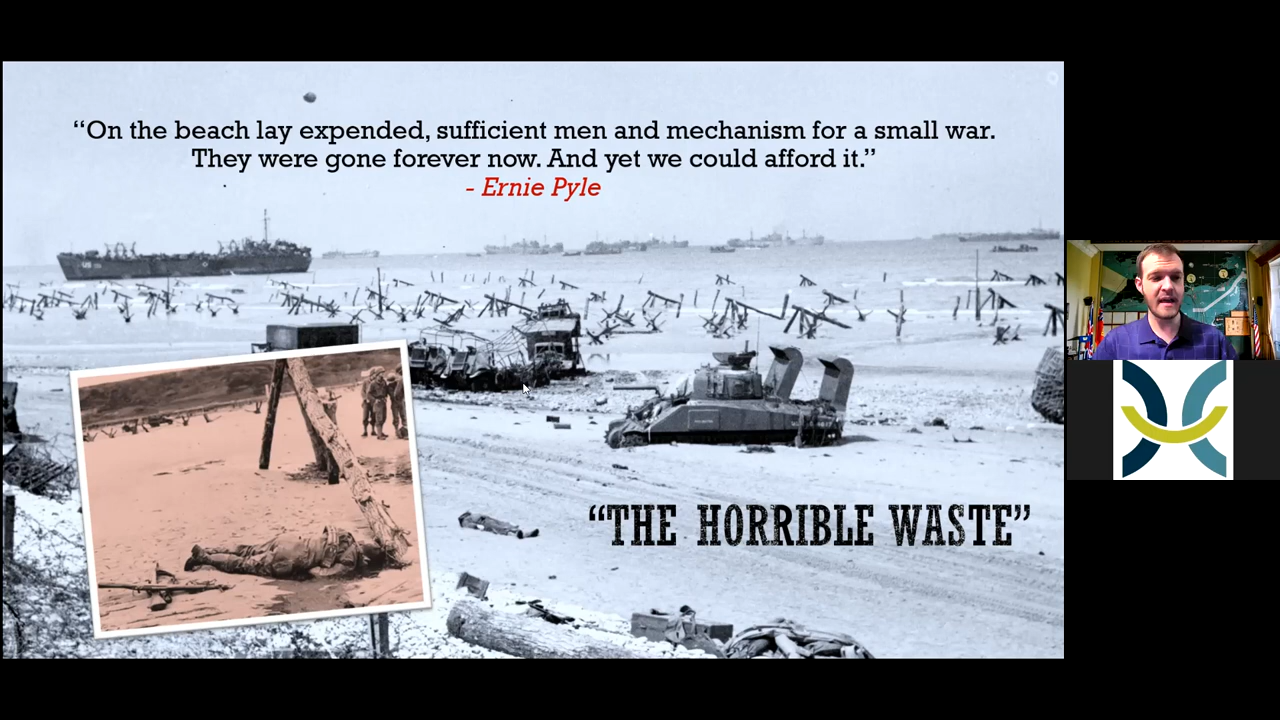 “On the beach lay expended, sufficient men and mechanism for a small war.
They were gone forever now. And yet we could afford it.”
- Ernie Pyle
“THE HORRIBLE WASTE”